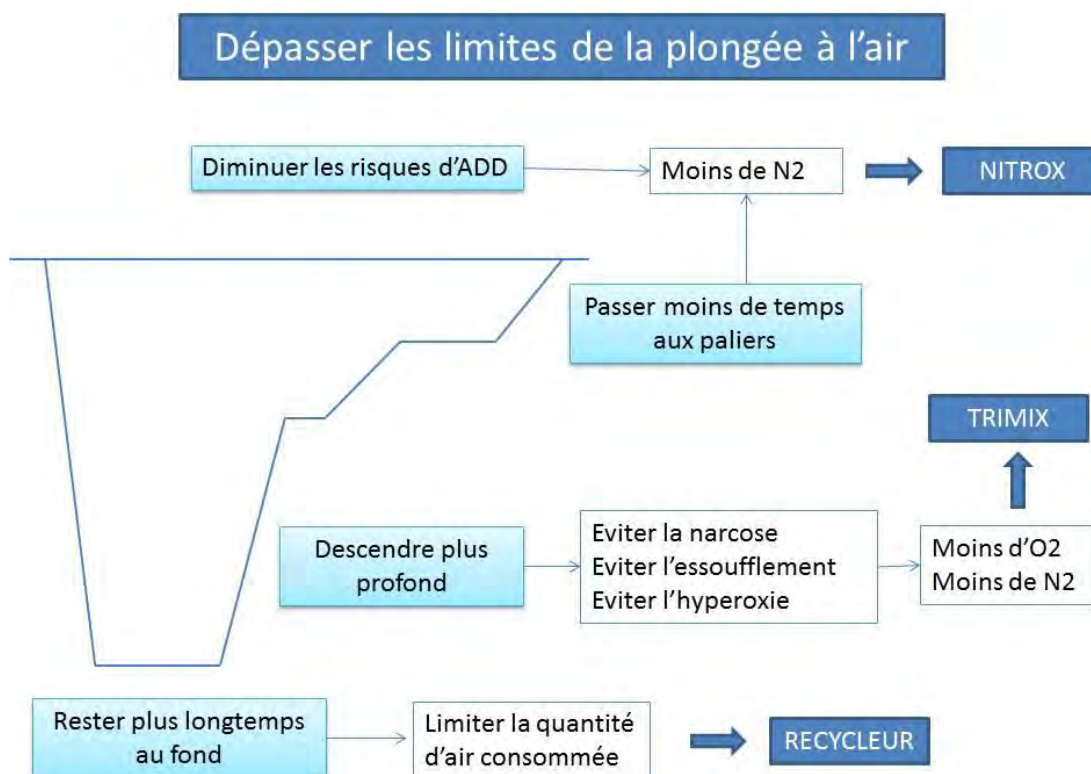 Dépasser les limites de la plongée à l'air
Diminuer les risques d'ADD
Moins de N2
NITROX
Passer moins de temps
aux paliers
TRIMIX
Descendre plus
profond
Eviter la narcose
Eviter l'essoufflement
Eviter l'hyperoxie
Moins d'O2
Moins de N2
Rester plus longtemps
au fond
Limiter la quantité
d'air consommée
RECYCLEUR